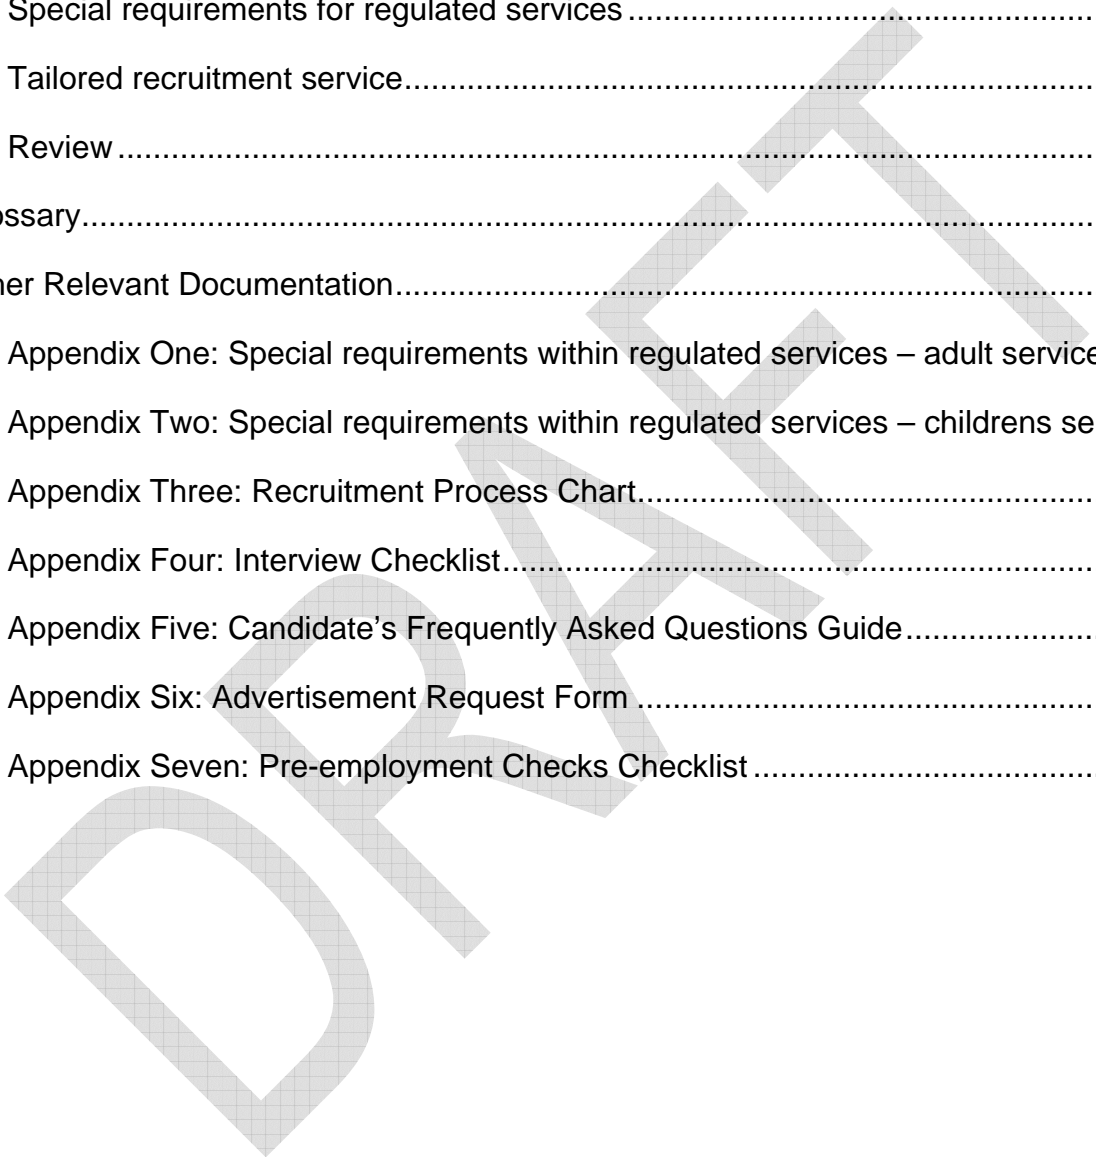 Special requirements for regulated services ....................................................
Tailored recruitment service.............................................................................
Review .............................................................................................................
ossary.................................................................................................................
er Relevant Documentation..............................................................................
Appendix One: Special requirements within regulated services – adult service
Appendix Two: Special requirements within regulated services – childrens se
Appendix Three: Recruitment Process Chart...................................................
Appendix Four: Interview Checklist..................................................................
Appendix Five: Candidate’s Frequently Asked Questions Guide.....................
Appendix Six: Advertisement Request Form ...................................................
Appendix Seven: Pre-employment Checks Checklist ......................................
DRAFT